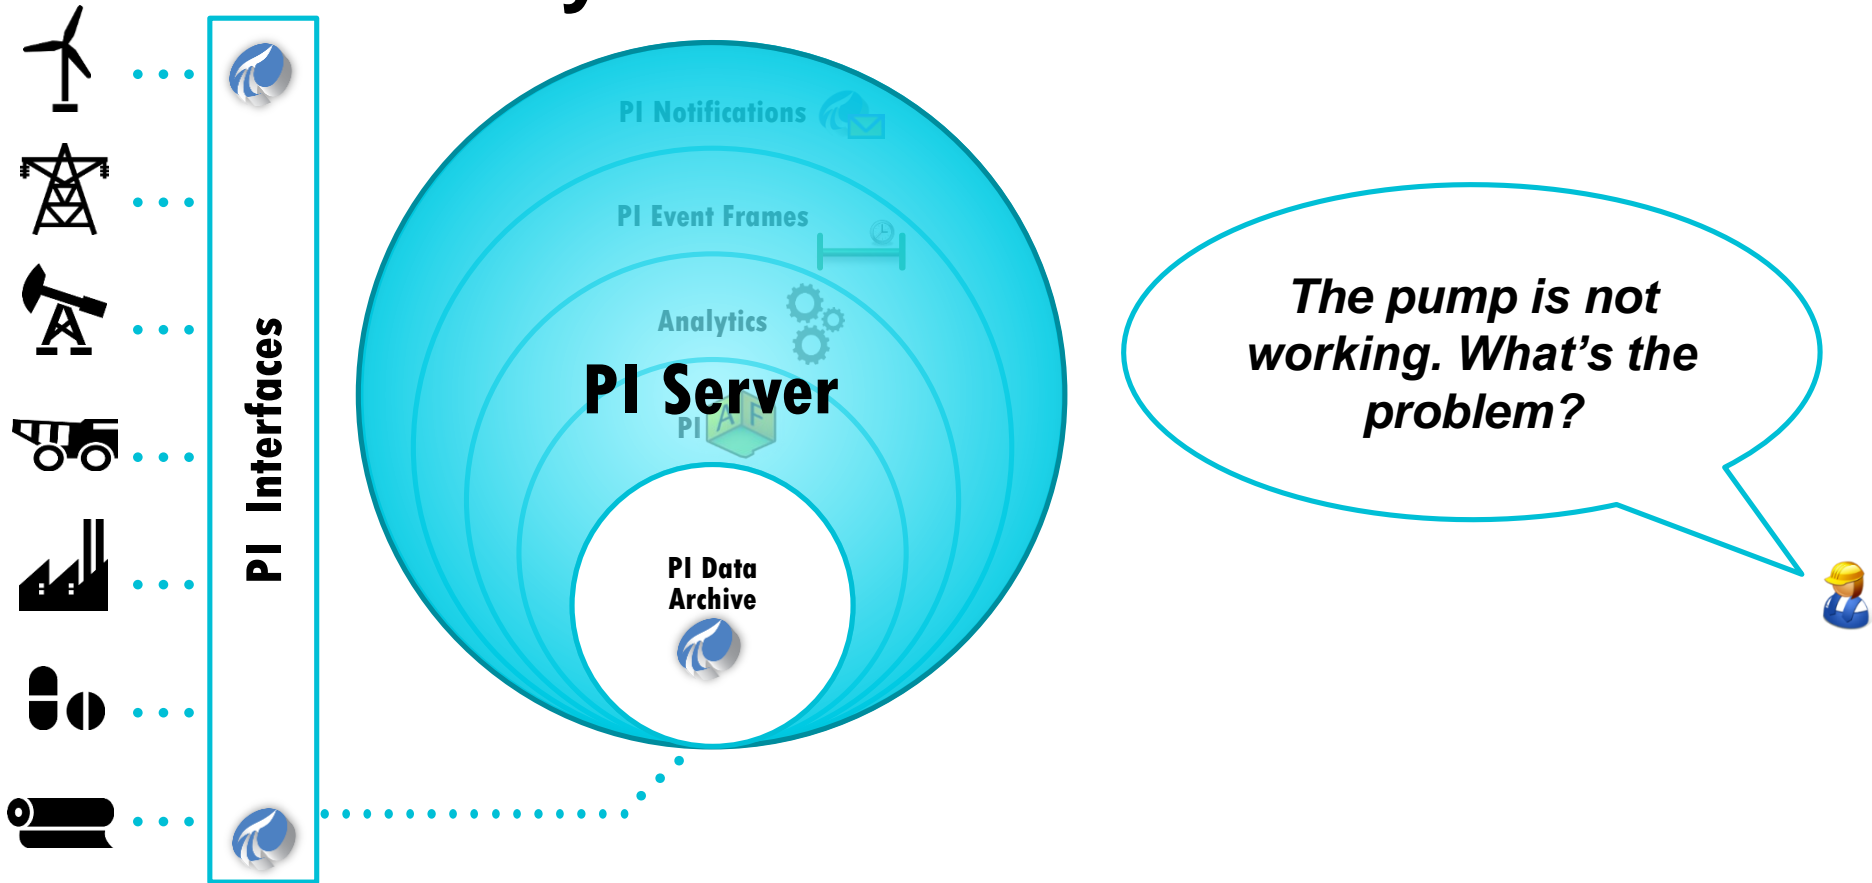 PI Interfaces
PI Notifications
PI Event Frames
Analytics
PI Server
PI AF
PI Data
Archive
The pump is not
working. What's the
problem?